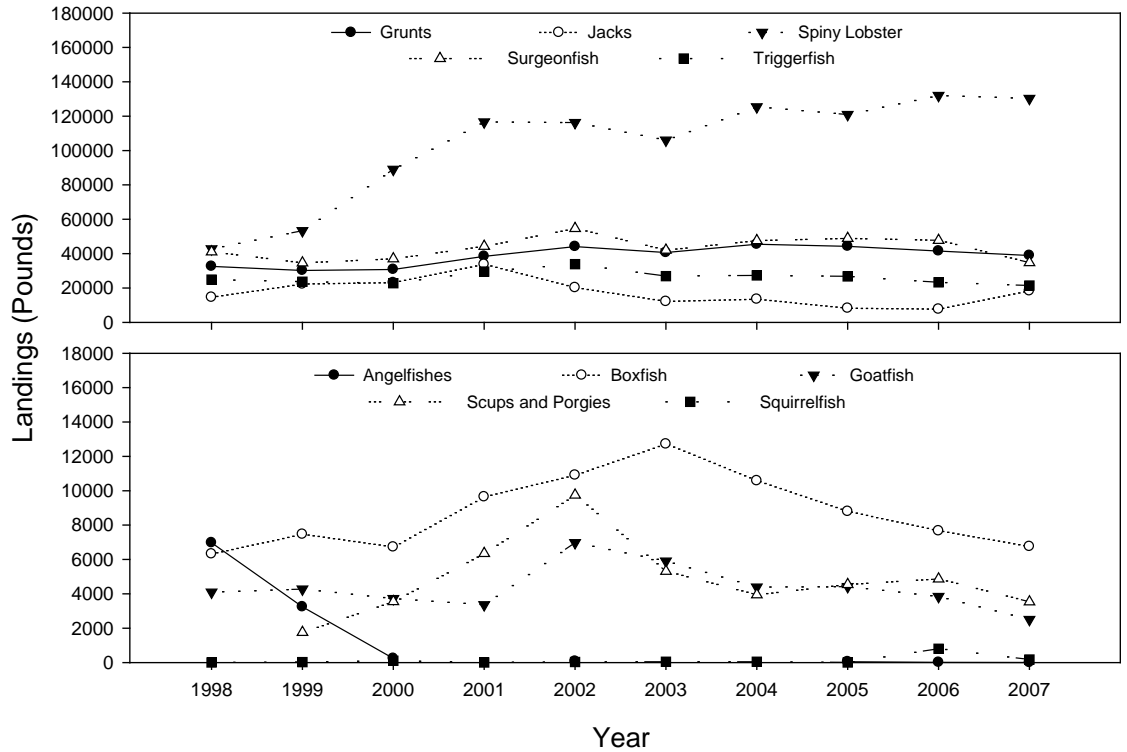 Landings (Pounds)
180000
160000
140000
120000
100000
80000
60000
40000
20000
0
Grunts Jacks Spiny Lobster
Surgeonfish Triggerfish
18000
16000
14000
12000
10000
8000
6000
4000
2000
0
Angelfishes Boxfish Goatfish
Scups and Porgies Squirrelfish
1998 1999 2000 2001 2002 2003 2004 2005 2006 2007
Year